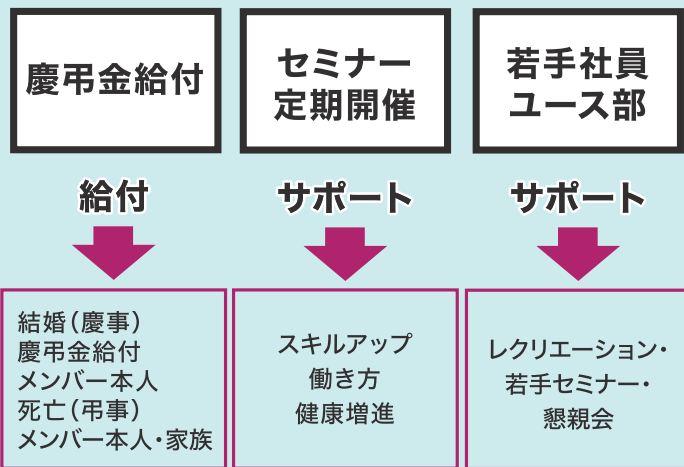 慶弔金給付
給付
結婚(慶事)
慶弔金給付
メンバー本人
死亡(弔事)
メンバー本人・家族
セミナー
定期開催
サポート
スキルアップ
働き方
健康増進
若手社員
ユース部
サポート
レクリエーション・
若手セミナー・
懇親会